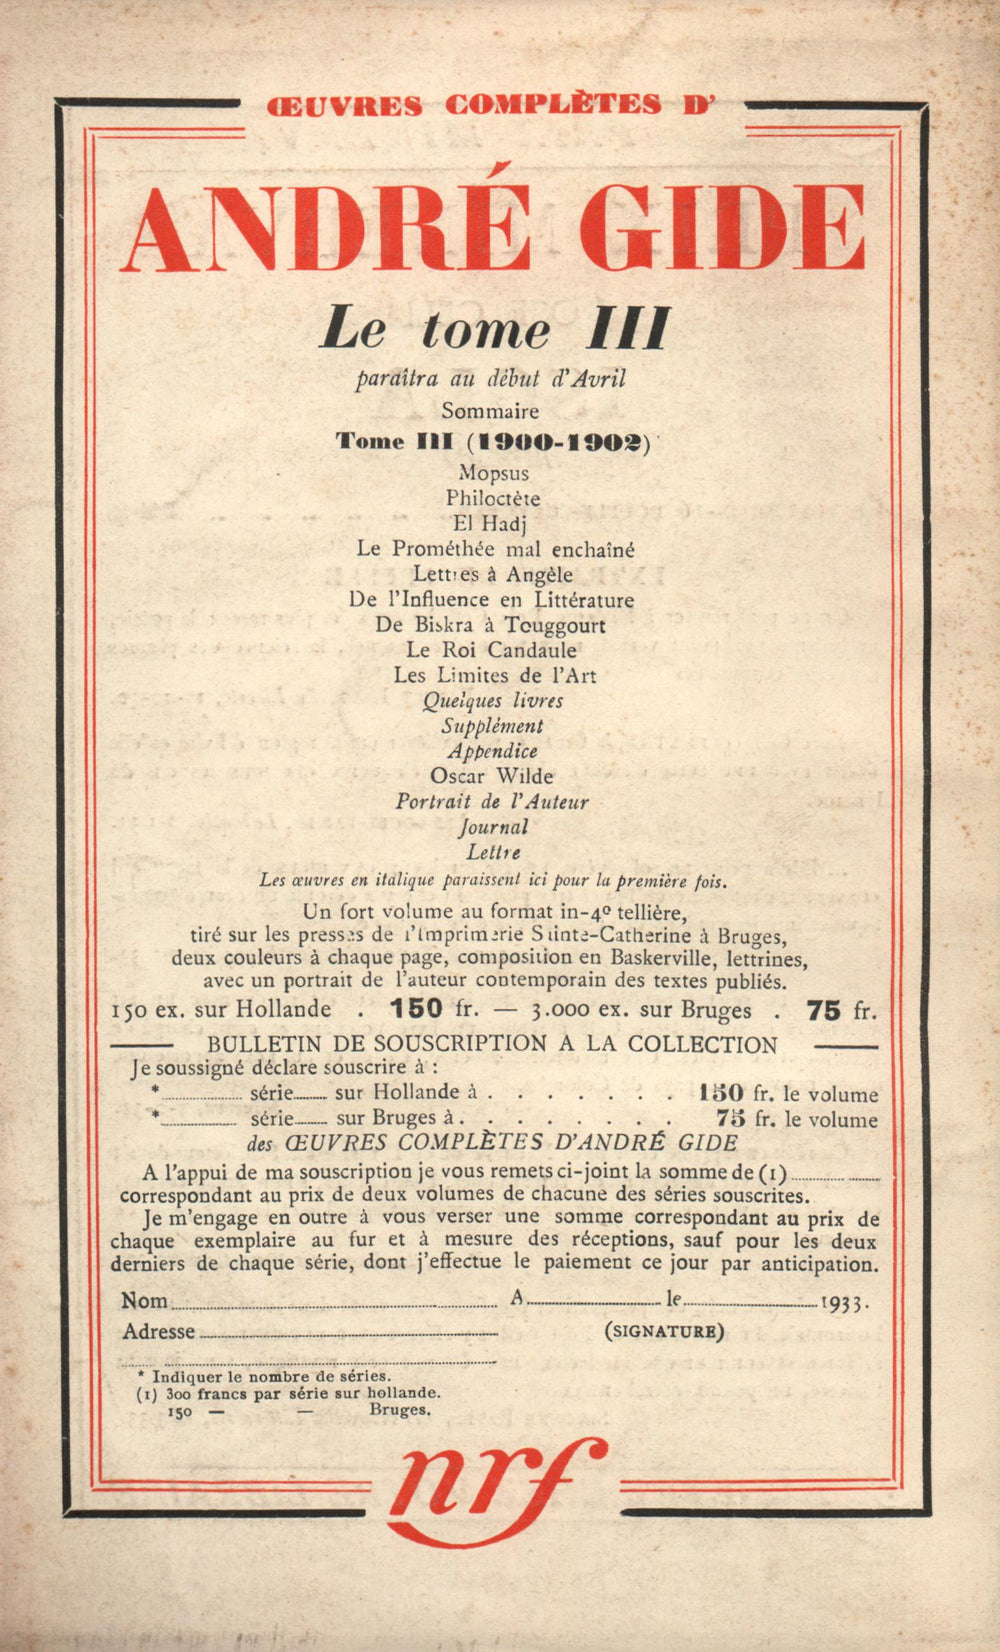 ŒUVRES COMPLÈTES D'
ANDRÉ GIDE
Le tome III
paraîtra au début d'Avril
Sommaire
Tome III (1900-1902)
Mopsus
Philoctète
El Hadj
Le Prométhée mal enchaîné
Lettres à Angèle
De l'Influence en Littérature
De Biskra à Touggourt
Le Roi Candaule
Les Limites de l'Art
Quelques livres
Supplément
Appendice
Oscar Wilde
Portrait de l'Auteur
Journal
Lettre
Les œuvres en italique paraissent ici pour la première fois.
Un fort volume au format in-4º tellière,
tiré sur les presses de l'Imprimerie Sainte-Catherine à Bruges,
deux couleurs à chaque page, composition en Baskerville, lettrines,
avec un portrait de l'auteur contemporain des textes publiés.
150 ex. sur Hollande . 150 fr. — 3.000 ex. sur Bruges . 75 fr.
BULLETIN DE SOUSCRIPTION A LA COLLECTION
Je soussigné déclare souscrire à :
*............ série...... sur Hollande à . . . . . . . 150 fr. le volume
*............ série...... sur Bruges à . . . . . . . . 75 fr. le volume
des ŒUVRES COMPLÈTES D'ANDRÉ GIDE
A l'appui de ma souscription je vous remets ci-joint la somme de (1) ............
correspondant au prix de deux volumes de chacune des séries souscrites.
Je m'engage en outre à vous verser une somme correspondant au prix de
chaque exemplaire au fur et à mesure des réceptions, sauf pour les deux
derniers de chaque série, dont j'effectue le paiement ce jour par anticipation.
Nom............ A............ le............1933.
Adresse............ (SIGNATURE)
* Indiquer le nombre de séries.
(1) 300 francs par série sur hollande.
150 — — Bruges.
nrf